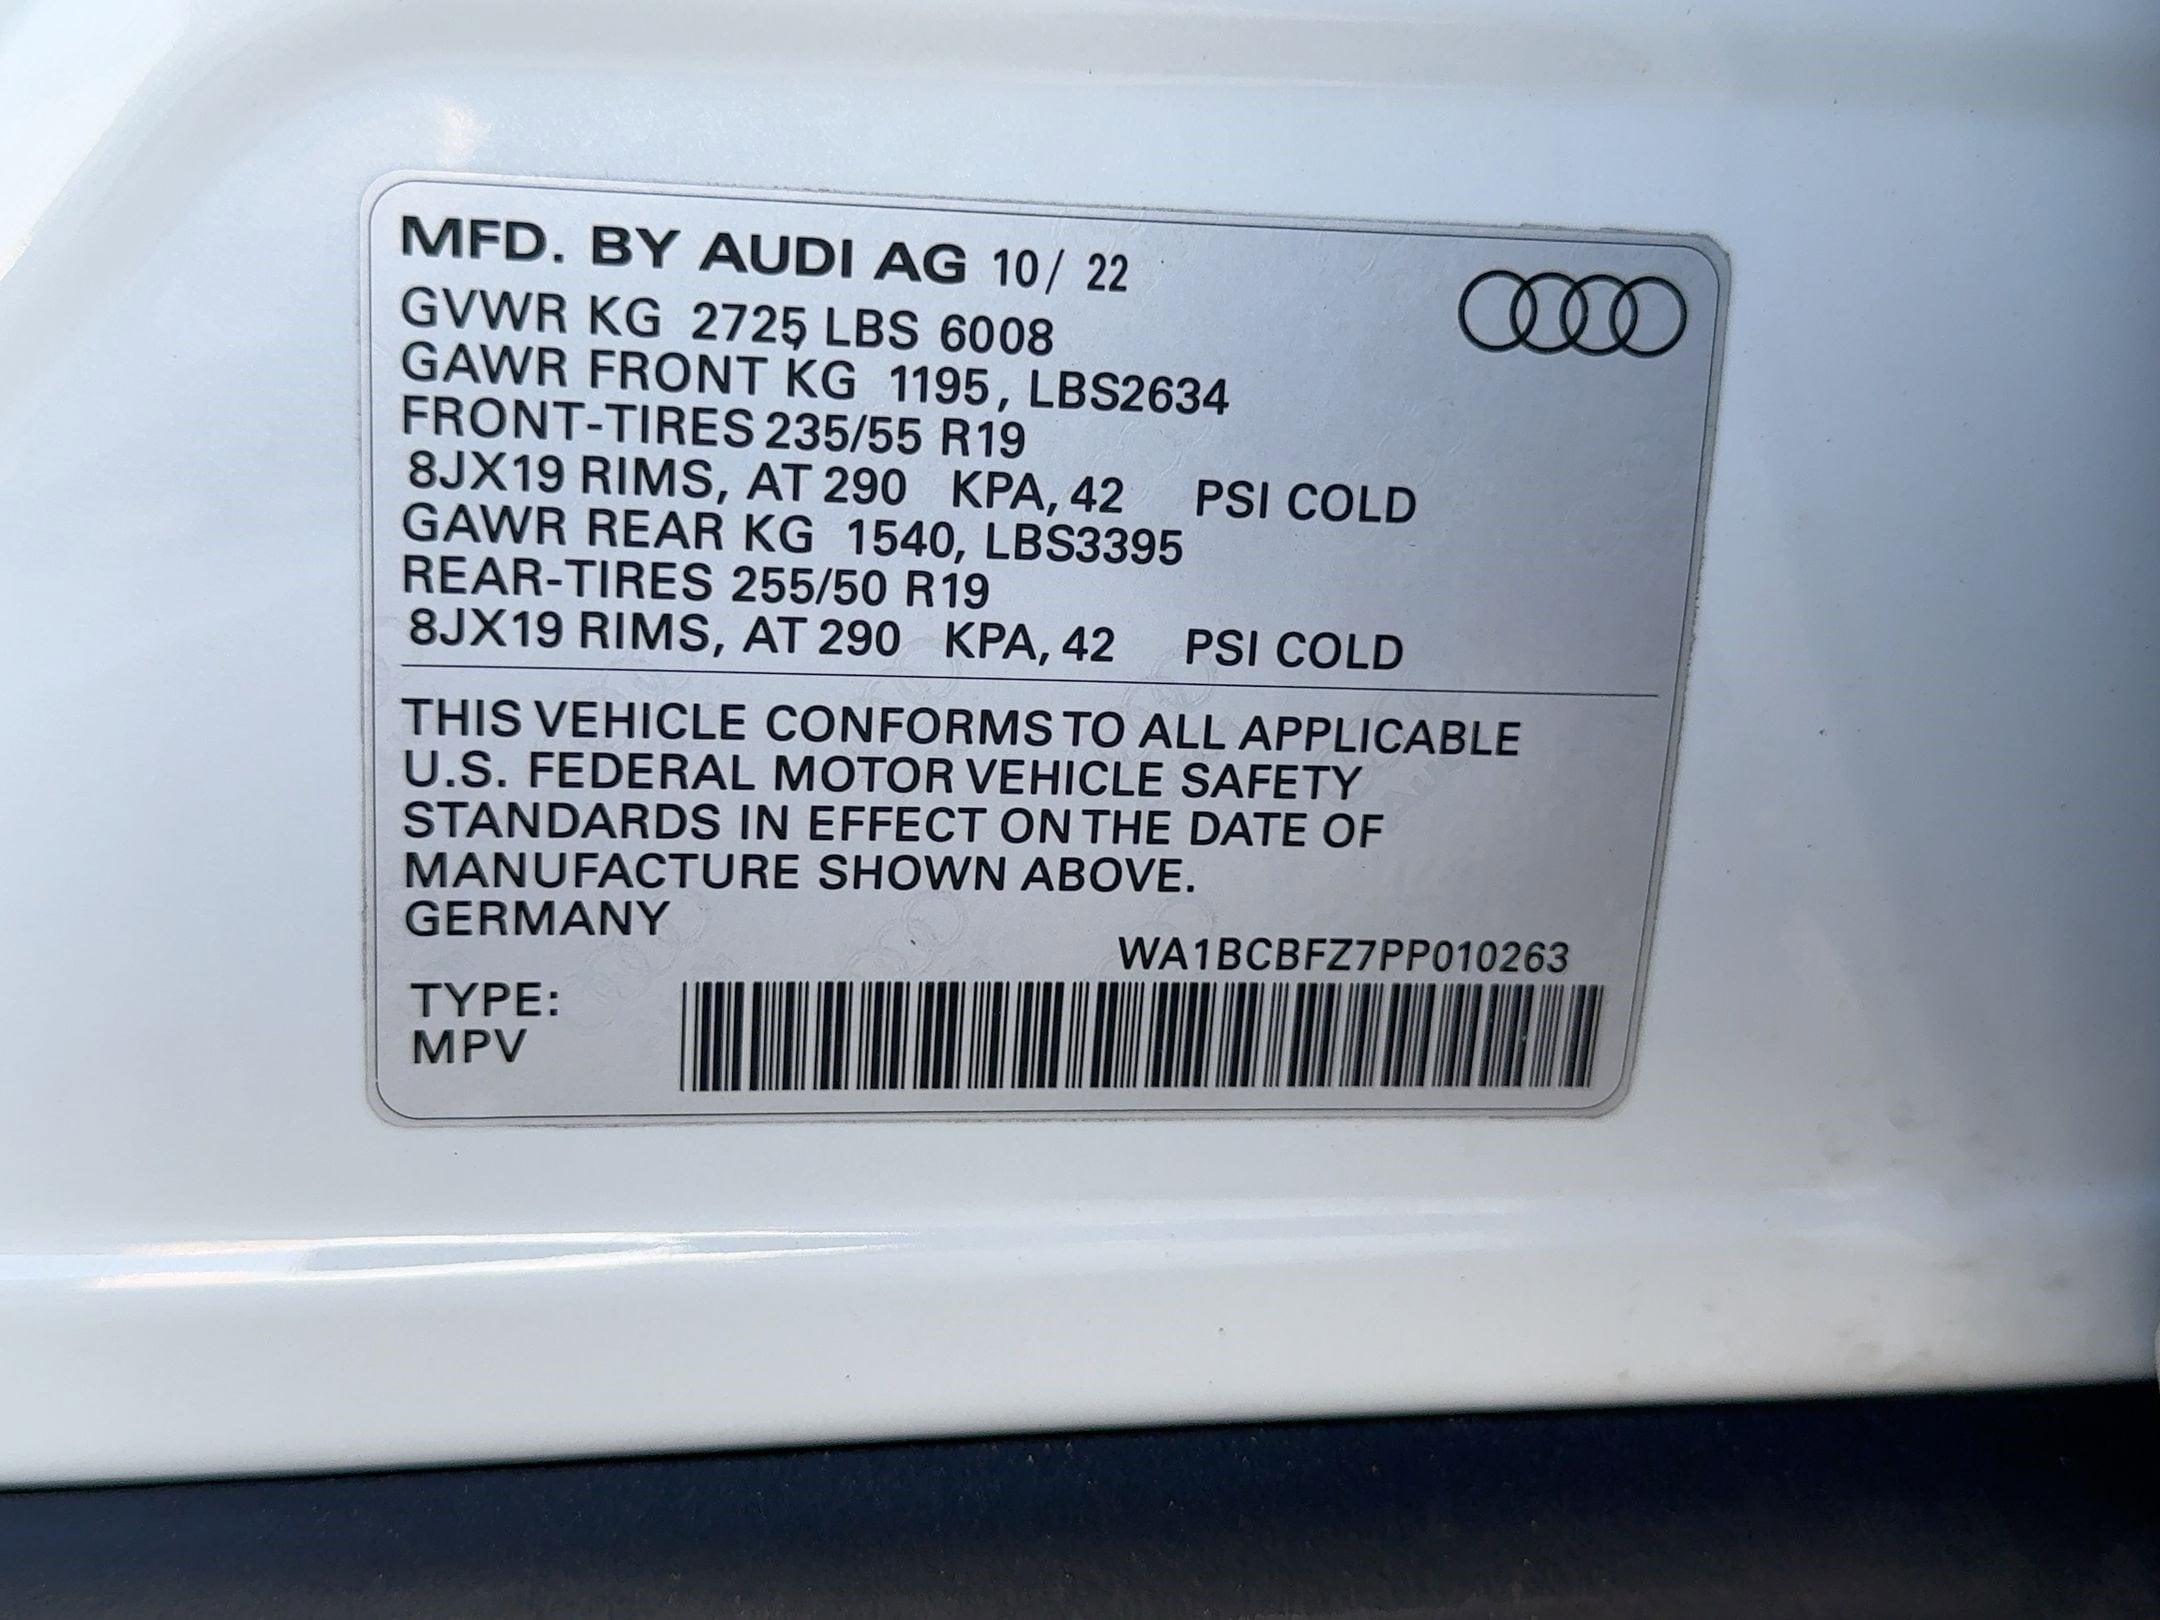 MFD. BY AUDI AG 10/ 22
GVWR KG 2725, LBS 6008
GAWR FRONT KG 1195, LBS2634
FRONT-TIRES 235/55 R19
8JX19 RIMS, AT 290 KPA, 42 PSI COLD
GAWR REAR KG 1540, LBS3395
REAR-TIRES 255/50 R19
8JX19 RIMS, AT 290 KPA, 42 PSI COLD
THIS VEHICLE CONFORMS TO ALL APPLICABLE
U.S. FEDERAL MOTOR VEHICLE SAFETY
STANDARDS IN EFFECT ON THE DATE OF
MANUFACTURE SHOWN ABOVE.
GERMANY
WA1BCBFZ7PP010263
TYPE:
MPV